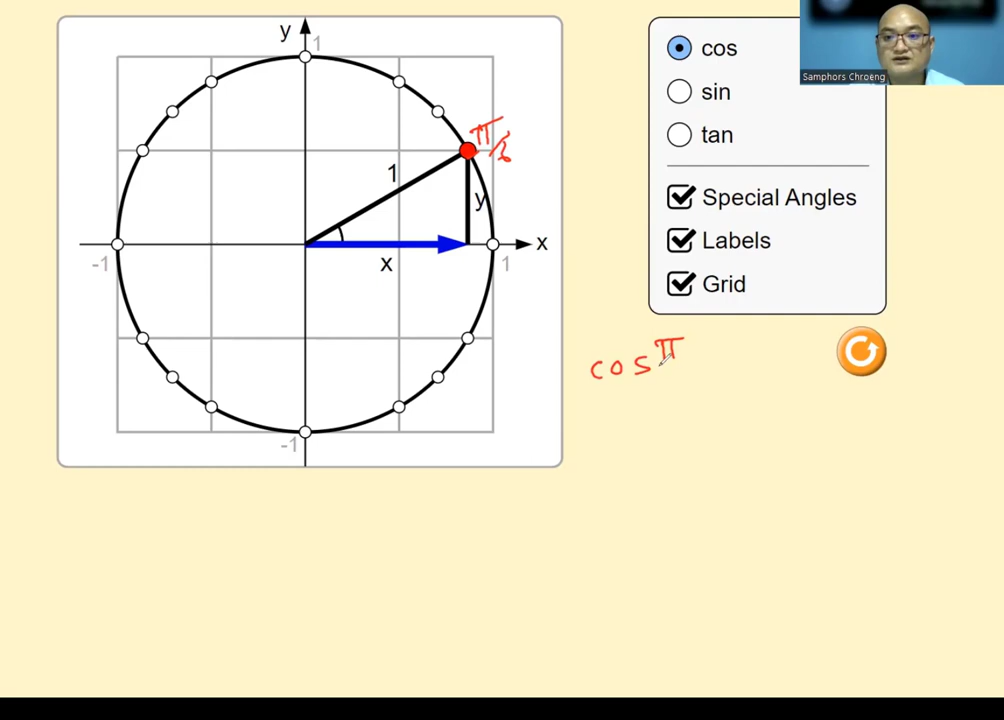 y
1
cos
Samphors Chroeng
sin
tan
π/6
1
y
Special Angles
x
-1
x
1
Labels
Grid
cos π
-1